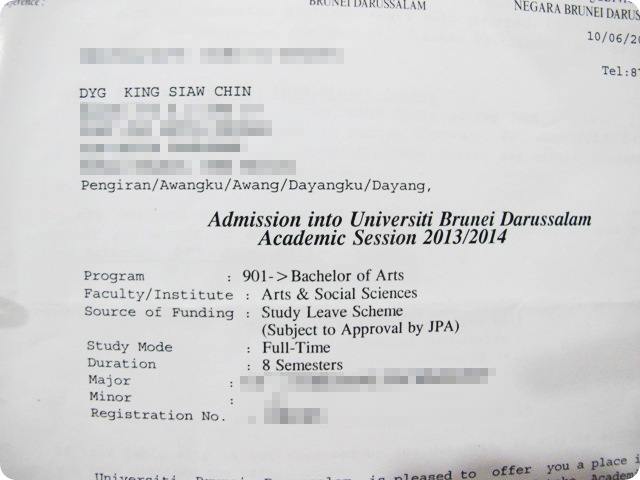 BRUNEI DARUSSALAM
NEGARA BRUNEI DARUS
10/06/20
Tel:87
DYG KING SIAW CHIN
Pengiran/Awangku/Awang/Dayangku/Dayang,
Admission into Universiti Brunei Darussalam
Academic Session 2013/2014
Program : 901->Bachelor of Arts
Faculty/Institute : Arts & Social Sciences
Source of Funding : Study Leave Scheme
(Subject to Approval by JPA)
Study Mode : Full-Time
Duration : 8 Semesters
Major :
Minor :
Registration No. :
is pleased to offer you a place i